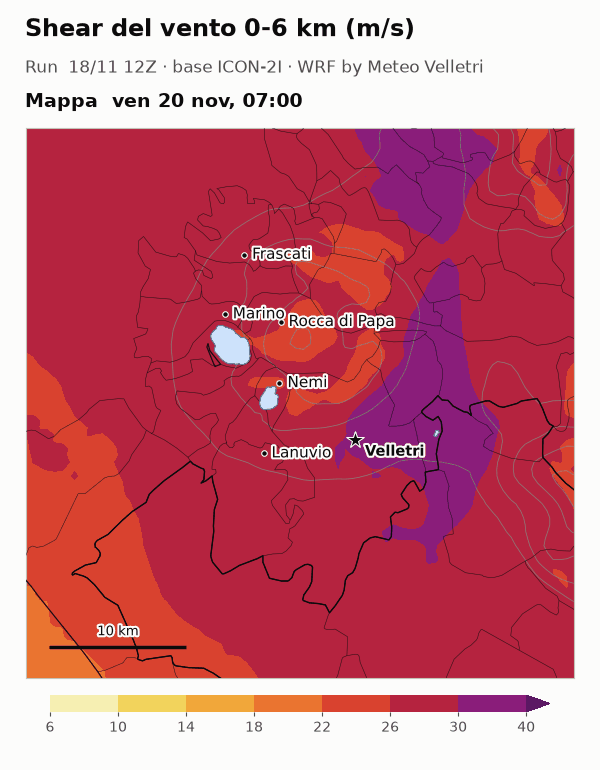 Shear del vento 0-6 km (m/s)
Run  18/11 12Z · base ICON-2I · WRF by Meteo Velletri
Mappa  ven 20 nov, 07:00
Frascati
Marino
Rocca di Papa
Nemi
Velletri
Lanuvio
10 km
6 10 14 18 22 26 30 40